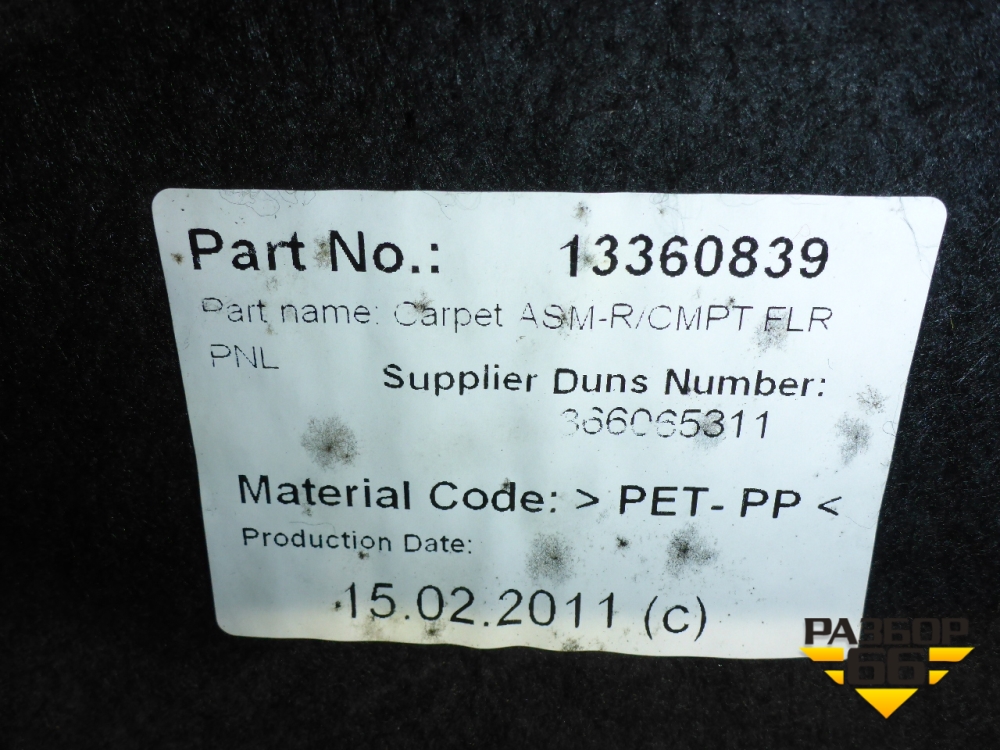 Part No.: 13360839
Part name: Carpet ASM-R/CMPT FLR
PNL
Supplier Duns Number:
366065311
Material Code: > PET- PP <
Production Date:
15.02.2011 (c)
РАЗБОР
66